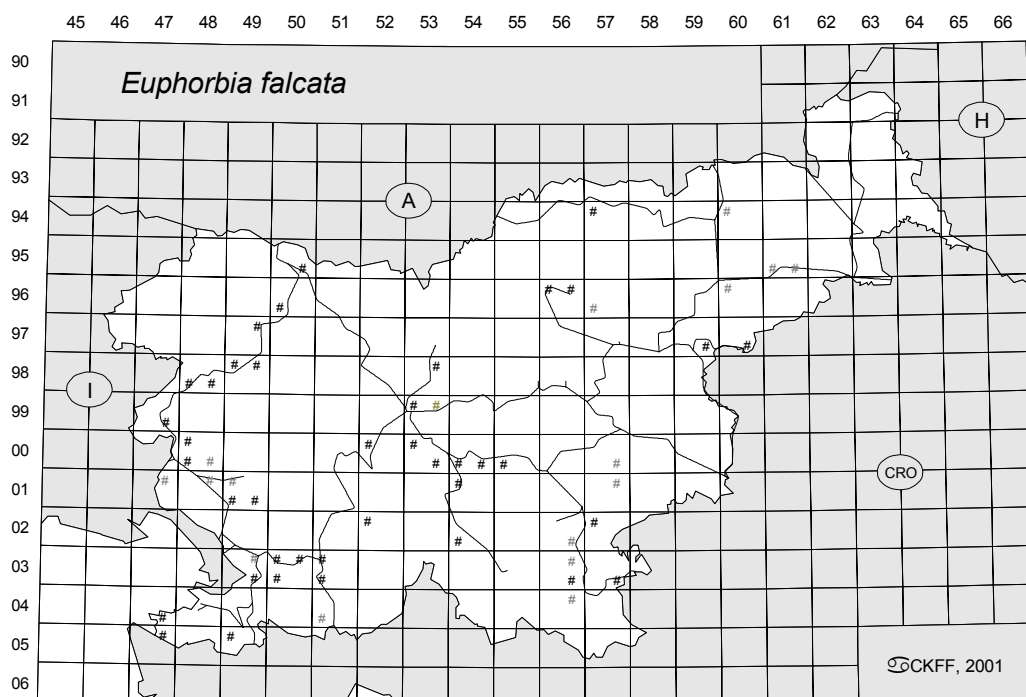 45 46 47 48 49 50 51 52 53 54 55 56 57 58 59 60 61 62 63 64 65 66
90
Euphorbia falcata
91
H
92
93
A
94
# #
95
# # #
96
# # #
# # #
97
# # #
98
# # #
I # #
99
# #
#
00
# # #
# # # # # # #
CRO
01
# # # # #
# #
02
# #
# #
03
# # # # #
# # # # #
04
#
# #
05
# #
©CKFF, 2001
06